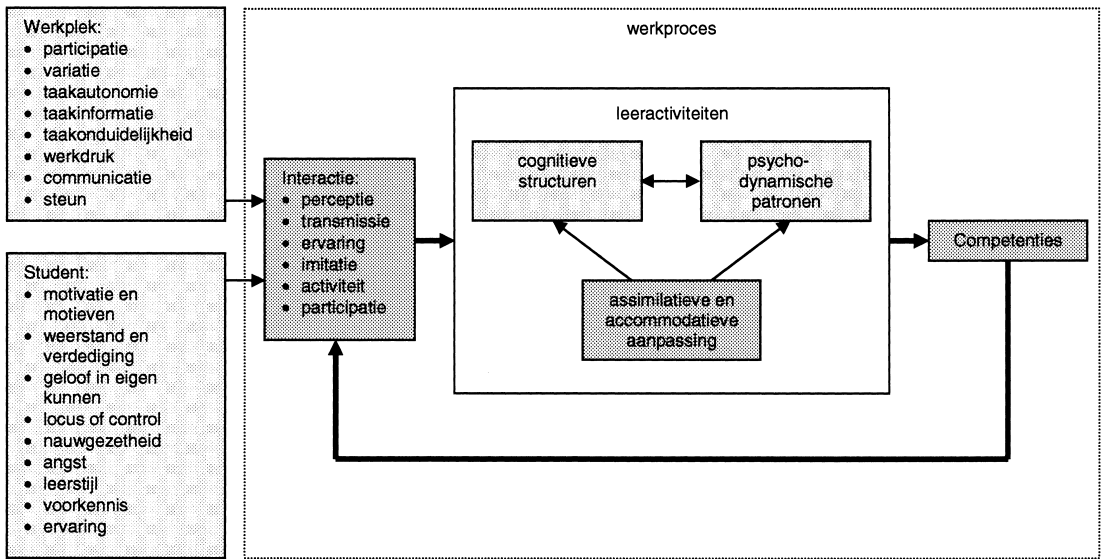 Werkplek:
• participatie
• variatie
• taakautonomie
• taakinformatie
• taakonduidelijkheid
• werkdruk
• communicatie
• steun
Student:
• motivatie en
motieven
• weerstand en
verdediging
• geloof in eigen
kunnen
• locus of control
• nauwgezetheid
• angst
• leerstijl
• voorkennis
• ervaring
werkproces
Interactie:
• perceptie
• transmissie
• ervaring
• imitatie
• activiteit
• participatie
leeractiviteiten
cognitieve
structuren
psycho-
dynamische
patronen
assimilatieve en
accommodatieve
aanpassing
Competenties